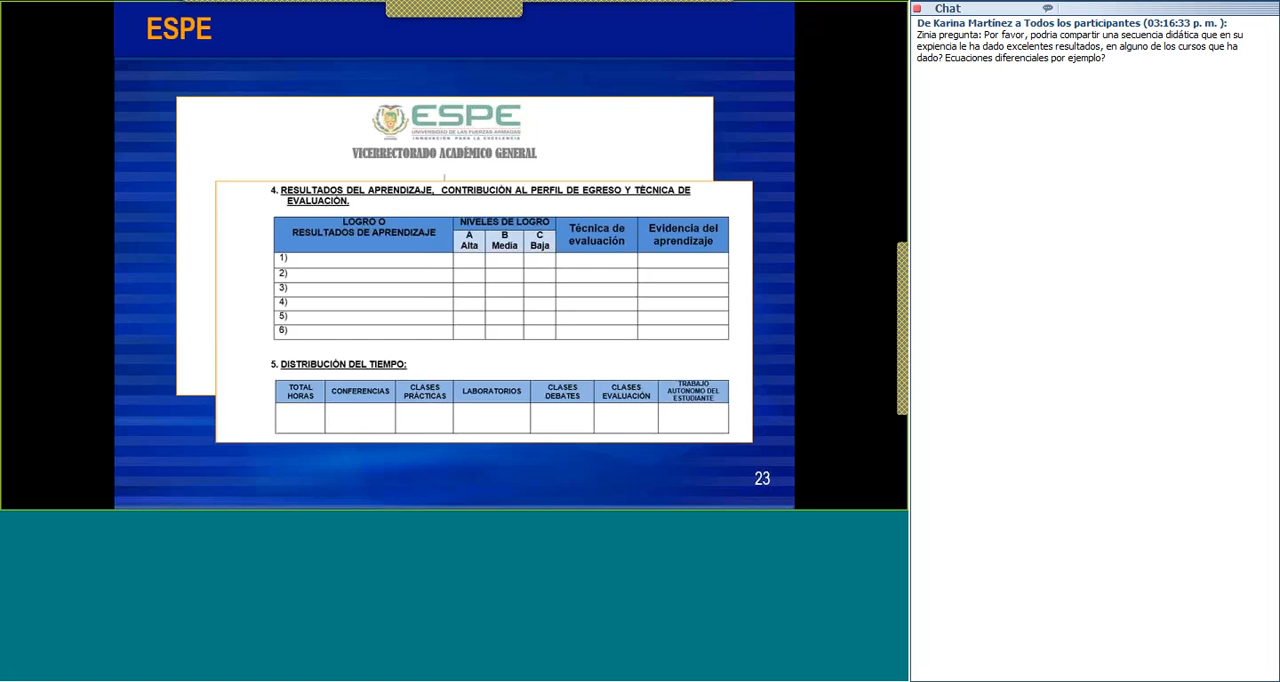 ESPE
ESPE
UNIVERSIDAD DE LAS FUERZAS ARMADAS
INNOVACIÓN PARA LA EXCELENCIA
VICERRECTORADO ACADÉMICO GENERAL
4. RESULTADOS DEL APRENDIZAJE, CONTRIBUCIÓN AL PERFIL DE EGRESO Y TÉCNICA DE
EVALUACIÓN.
LOGRO O
RESULTADOS DE APRENDIZAJE
NIVELES DE LOGRO
A
Alta
B
Media
C
Baja
Técnica de
evaluación
Evidencia del
aprendizaje
1)
2)
3)
4)
5)
6)
5. DISTRIBUCIÓN DEL TIEMPO:
TOTAL
HORAS
CONFERENCIAS
CLASES
PRÁCTICAS
LABORATORIOS
CLASES
DEBATES
CLASES
EVALUACIÓN
TRABAJO
AUTONOMO DEL
ESTUDIANTE
23
Chat
De Karina Martínez a Todos los participantes (03:16:33 p. m. ):
Zinia pregunta: Por favor, podria compartir una secuencia didática que en su
expiencia le ha dado excelentes resultados, en alguno de los cursos que ha
dado? Ecuaciones diferenciales por ejemplo?